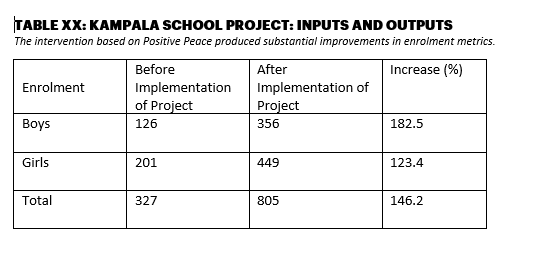 TABLE XX: KAMPALA SCHOOL PROJECT: INPUTS AND OUTPUTS
The intervention based on Positive Peace produced substantial improvements in enrolment metrics.
Enrolment
Before
Implementation
of Project
After
Implementation of
Project
Increase (%)
Boys 126 356 182.5
Girls 201 449 123.4
Total 327 805 146.2